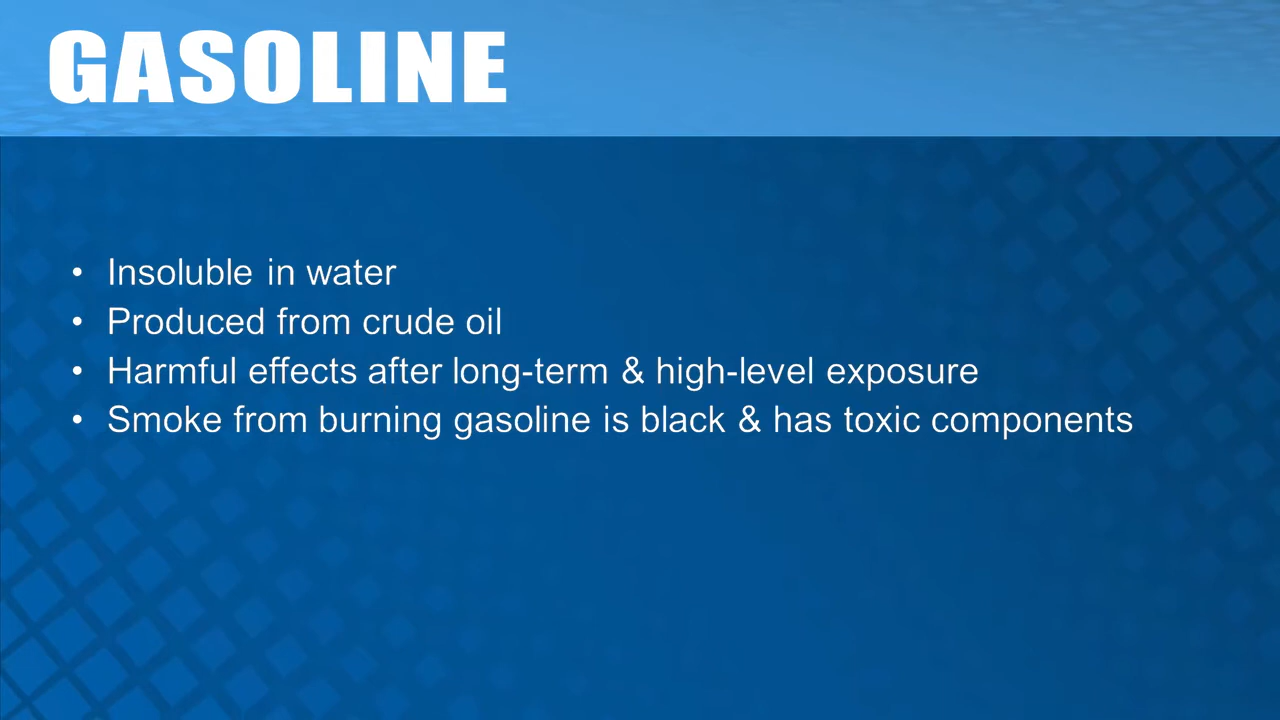 GASOLINE
• Insoluble in water
• Produced from crude oil
• Harmful effects after long-term & high-level exposure
• Smoke from burning gasoline is black & has toxic components